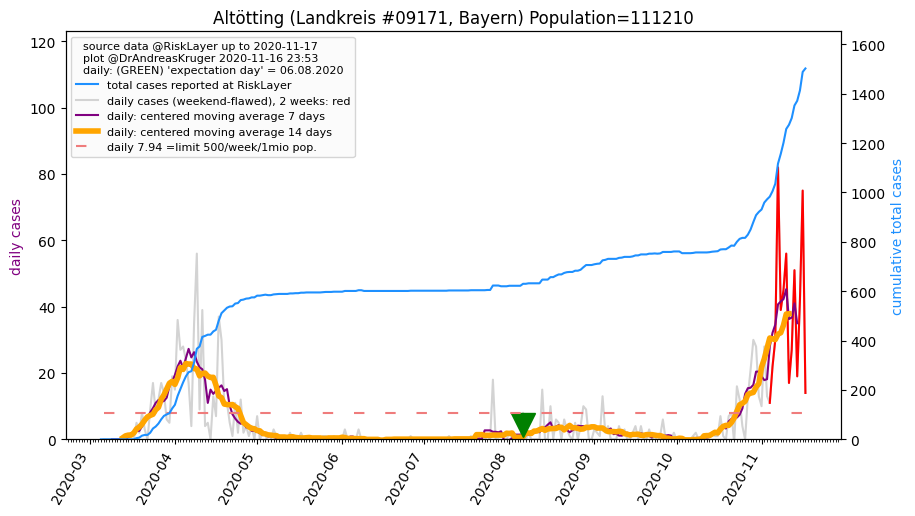 Altötting (Landkreis #09171, Bayern) Population=111210
source data @RiskLayer up to 2020-11-17
plot @DrAndreasKruger 2020-11-16 23:53
daily: (GREEN) 'expectation day' = 06.08.2020
total cases reported at RiskLayer
daily cases (weekend-flawed), 2 weeks: red
daily: centered moving average 7 days
daily: centered moving average 14 days
daily 7.94 =limit 500/week/1mio pop.
daily cases
120
100
80
60
40
20
0
1600
1400
1200
1000
800
600
400
200
0
cumulative total cases
2020-03
2020-04
2020-05
2020-06
2020-07
2020-08
2020-09
2020-10
2020-11